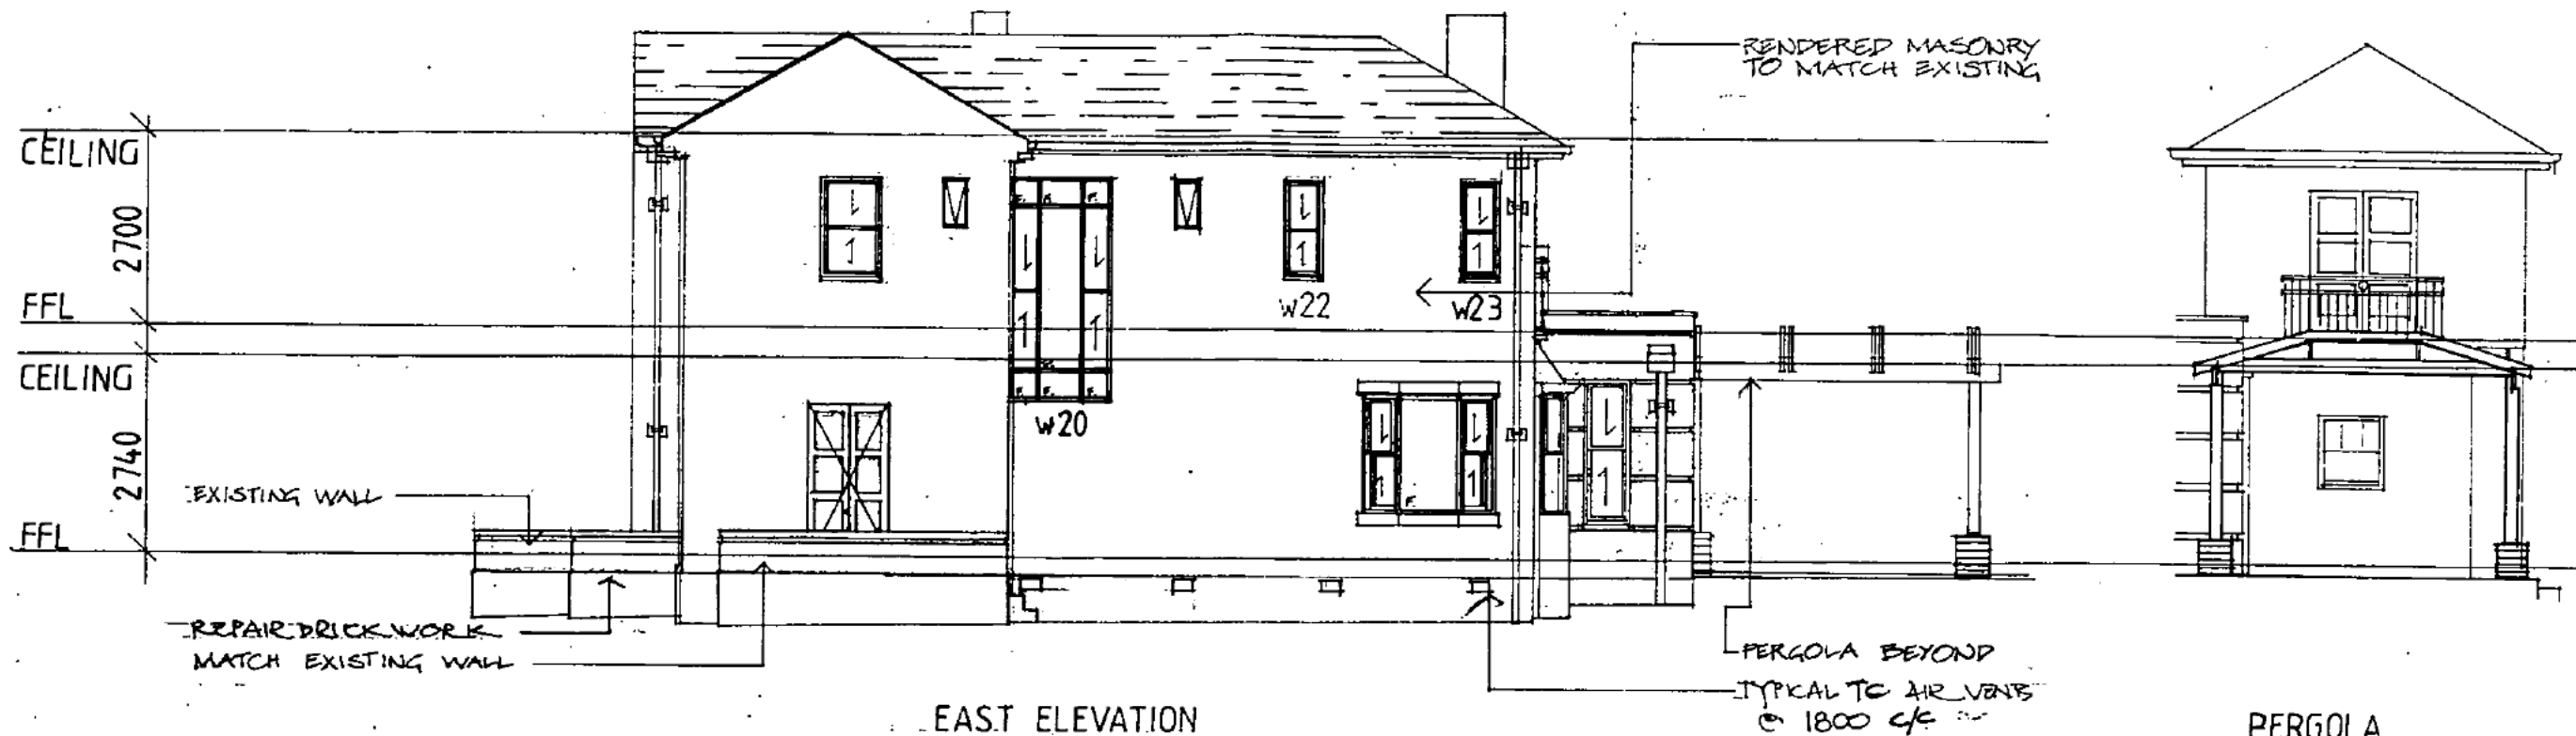 RENDERED MASONRY
TO MATCH EXISTING
CEILING
2700
FFL
W22
W23
CEILING
W20
2740
EXISTING WALL
FFL
REPAIR BRICKWORK
MATCH EXISTING WALL
PERGOLA BEYOND
TYPICAL TC AIR VENTS
@ 1800 c/c
EAST ELEVATION
PERGOLA